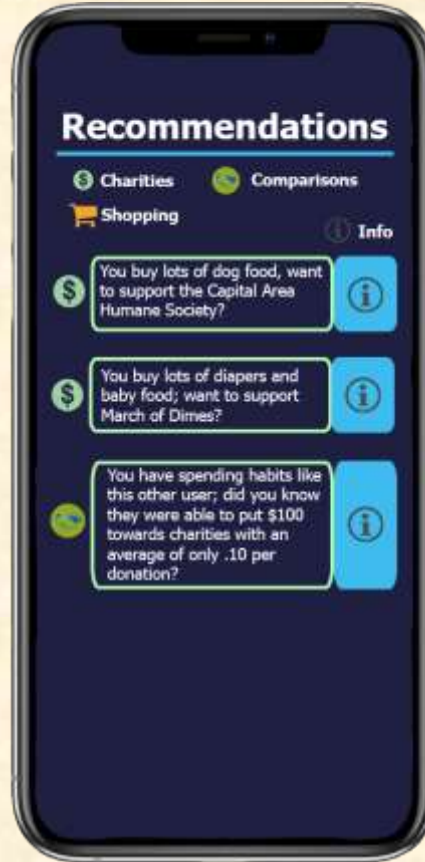 Recommendations
$ Charities
Comparisons
Shopping
Info
$
You buy lots of dog food, want
to support the Capital Area
Humane Society?
i
$
You buy lots of diapers and
baby food; want to support
March of Dimes?
i
You have spending habits like
this other user; did you know
they were able to put $100
towards charities with an
average of only .10 per
donation?
i